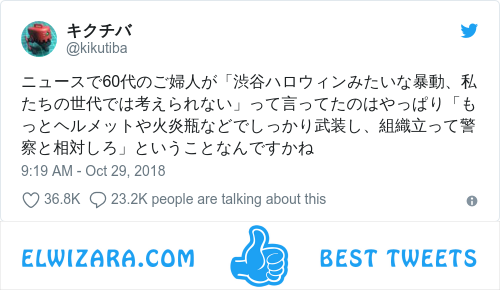 キクチバ
@kikutiba
ニュースで60代のご婦人が「渋谷ハロウィンみたいな暴動、私
たちの世代では考えられない」って言ってたのはやっぱり「も
っとヘルメットや火炎瓶などでしっかり武装し、組織立って警
察と相対しろ」ということなんですかね
9:19 AM - Oct 29, 2018
36.8K 23.2K people are talking about this
ELWIZARA.COM BEST TWEETS